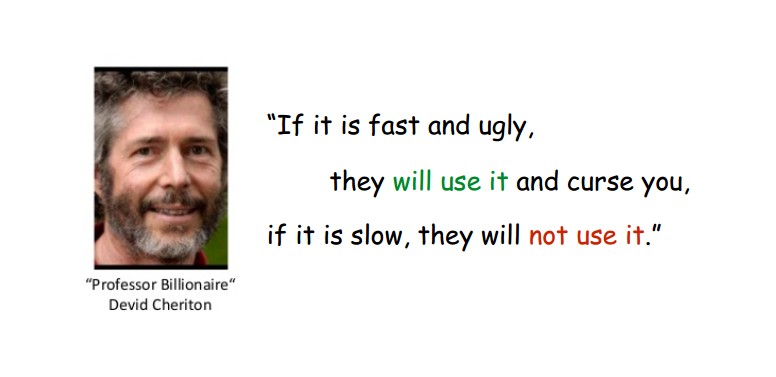 “If it is fast and ugly,
they will use it and curse you,
if it is slow, they will not use it.”
“Professor Billionaire“
Devid Cheriton